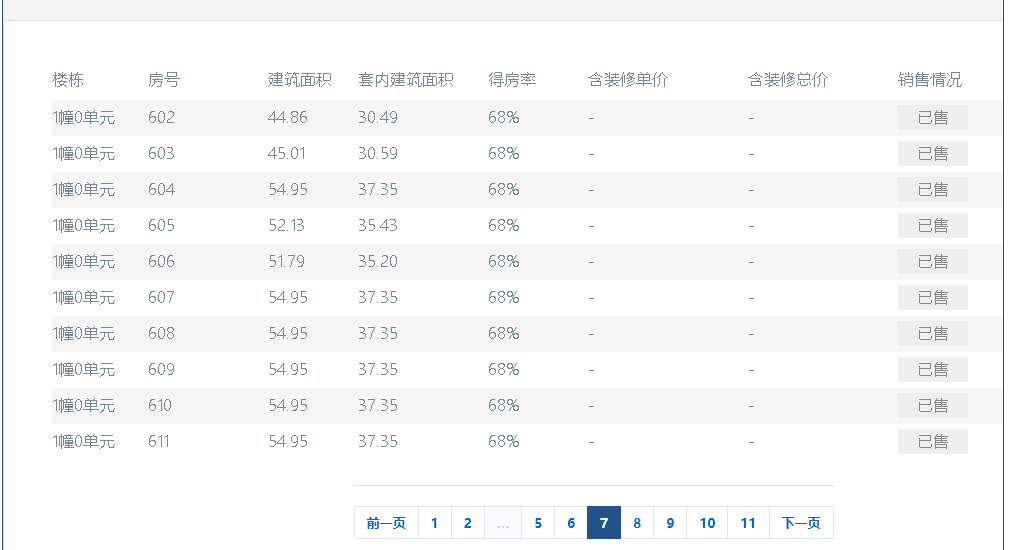 楼栋 房号 建筑面积 套内建筑面积 得房率 含装修单价 含装修总价 销售情况
1幢0单元 602 44.86 30.49 68% - - 已售
1幢0单元 603 45.01 30.59 68% - - 已售
1幢0单元 604 54.95 37.35 68% - - 已售
1幢0单元 605 52.13 35.43 68% - - 已售
1幢0单元 606 51.79 35.20 68% - - 已售
1幢0单元 607 54.95 37.35 68% - - 已售
1幢0单元 608 54.95 37.35 68% - - 已售
1幢0单元 609 54.95 37.35 68% - - 已售
1幢0单元 610 54.95 37.35 68% - - 已售
1幢0单元 611 54.95 37.35 68% - - 已售
前一页 1 2 ... 5 6 7 8 9 10 11 下一页